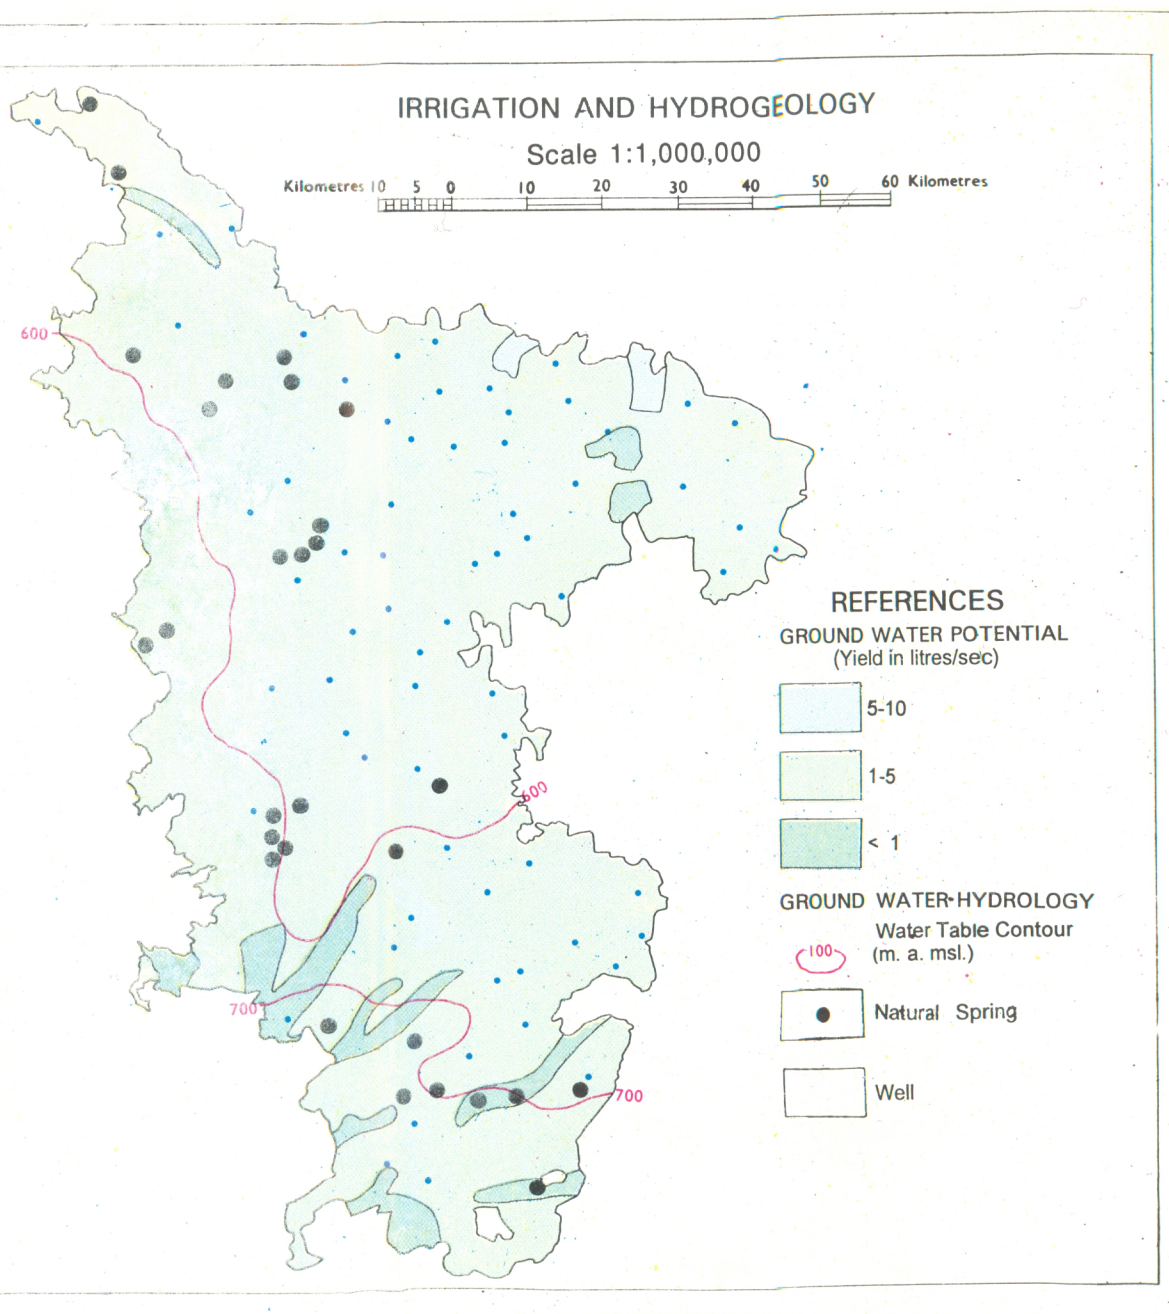 IRRIGATION AND HYDROGEOLOGY
Scale 1:1,000,000
Kilometres 10 5 0 10 20 30 40 50 60 Kilometres
600
600
700
700
REFERENCES
GROUND WATER POTENTIAL
(Yield in litres/sec)
5-10
1-5
< 1
GROUND WATER-HYDROLOGY
Water Table Contour
100 (m. a. msl.)
Natural Spring
Well